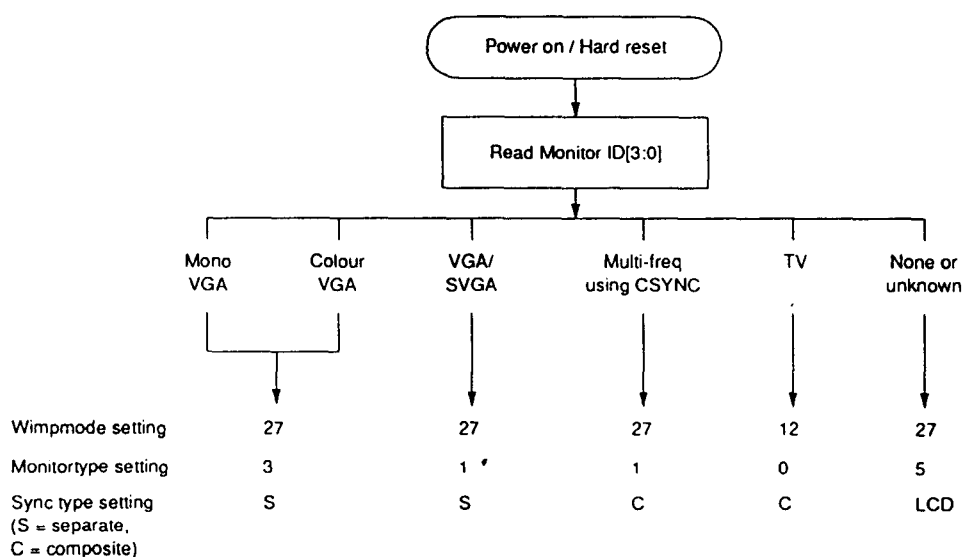 Power on / Hard reset
Read Monitor ID[3:0]
Mono VGA
Colour VGA
VGA/ SVGA
Multi-freq using CSYNC
TV
None or unknown
Wimpmode setting 27 27 27 12 27
Monitortype setting 3 1 1 0 5
Sync type setting S S C C LCD
(S = separate,
C = composite)